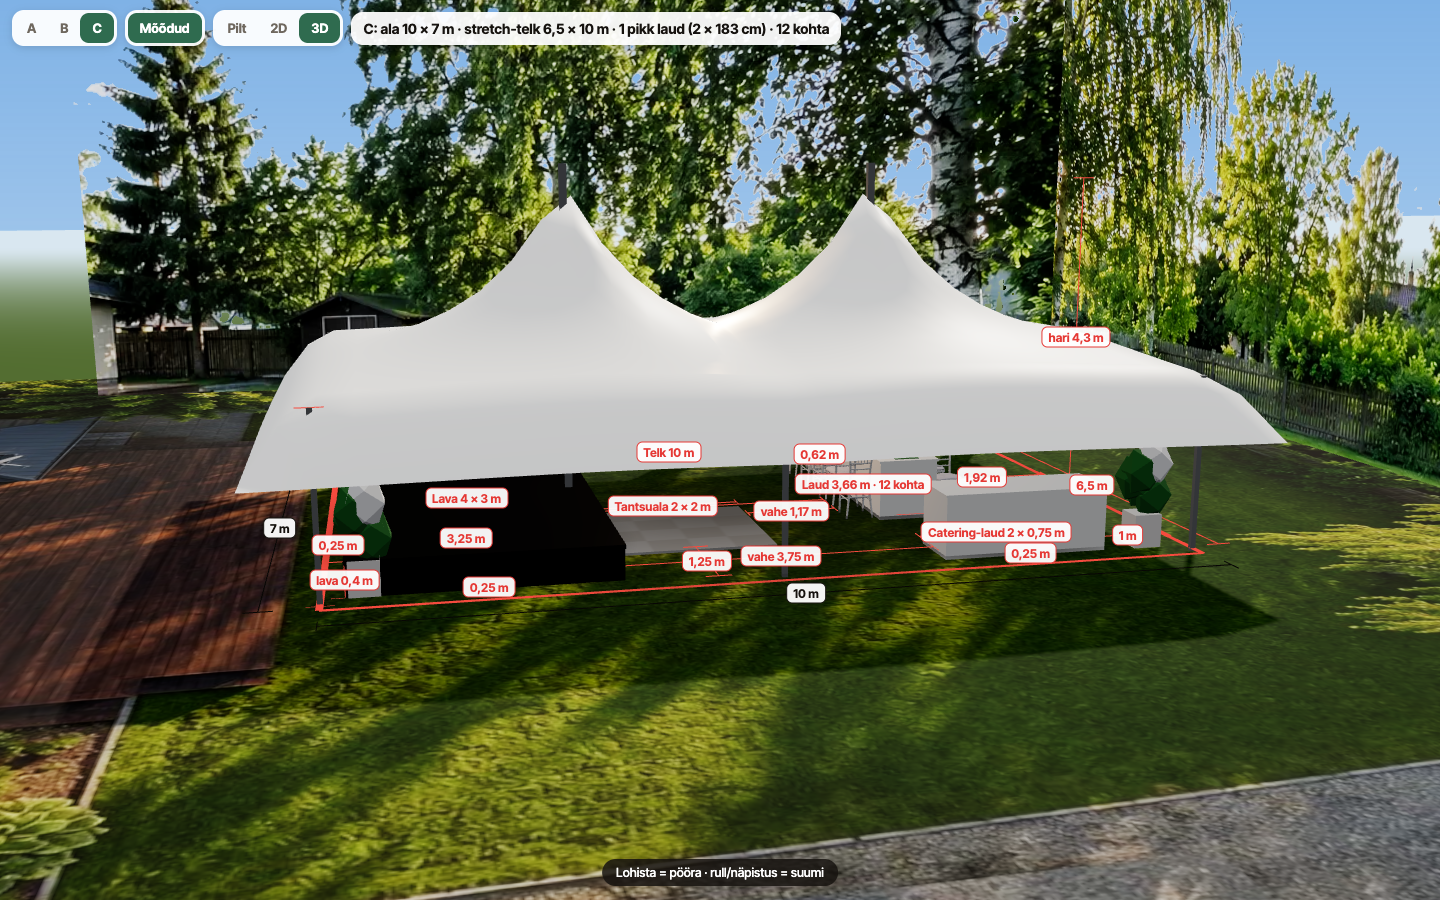 A B C Mõõdud Pilt 2D 3D C: ala 10 × 7 m · stretch-telk 6,5 × 10 m · 1 pikk laud (2 × 183 cm) · 12 kohta
hari 4,3 m
Telk 10 m
0,62 m
1,92 m
Laud 3,66 m · 12 kohta
6,5 m
Lava 4 × 3 m
Tantsuala 2 × 2 m
vahe 1,17 m
7 m
Catering-laud 2 × 0,75 m
1 m
0,25 m
3,25 m
0,25 m
vahe 3,75 m
1,25 m
lava 0,4 m
0,25 m
10 m
Lohista = pööra · rull/näpistus = suumi